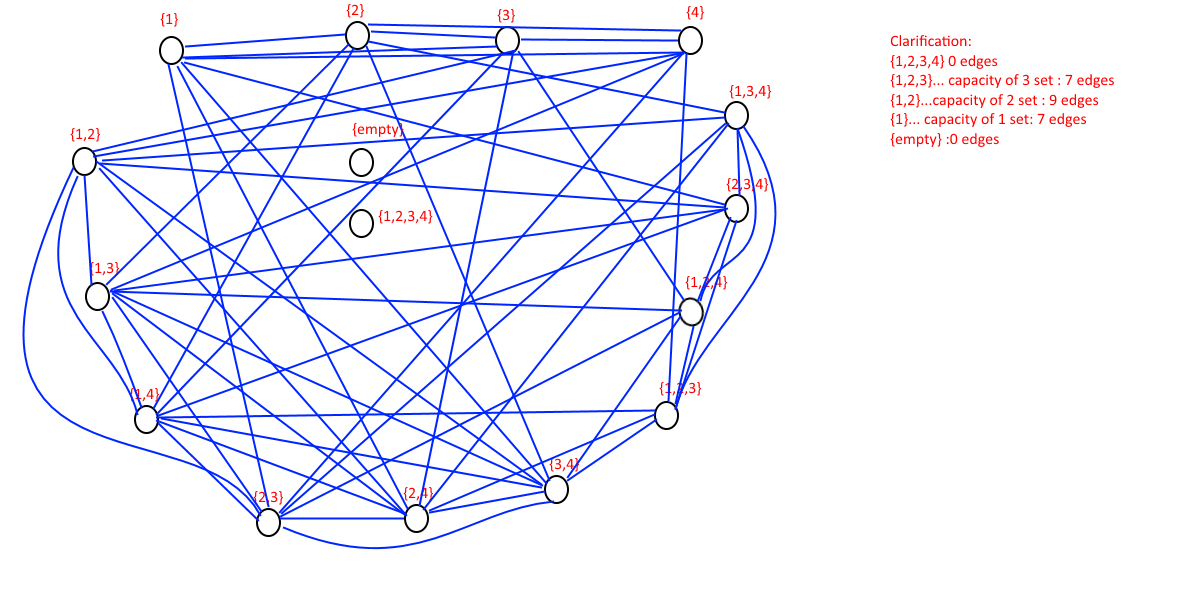 {1}
{2}
{3}
{4}
Clarification:
{1,2,3,4} 0 edges
{1,2,3}... capacity of 3 set : 7 edges
{1,2}...capacity of 2 set : 9 edges
{1}... capacity of 1 set: 7 edges
{empty} :0 edges
{1,3,4}
{1,2}
{empty}
{2,3,4}
{1,2,3,4}
{1,3}
{1,2,4}
{1,4}
{1,2,3}
{3,4}
{2,3}
{2,4}